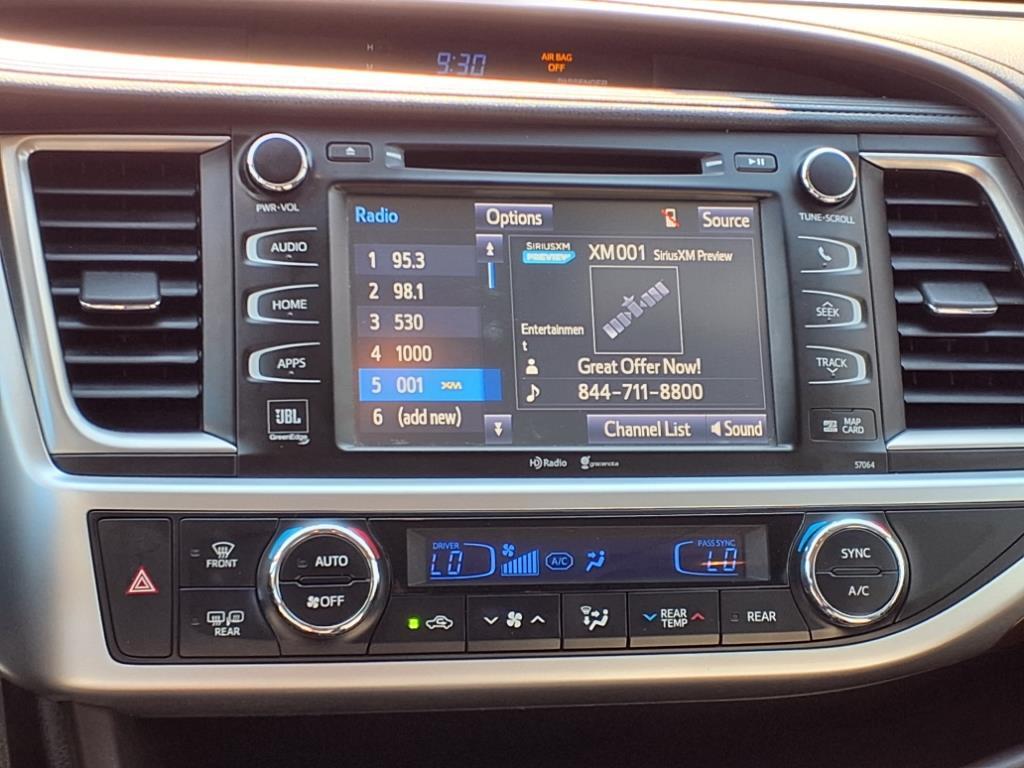 H
M
9:30
AIR BAG
OFF
PASSENGER
PWR•VOL
AUDIO
HOME
APPS
JBL
GreenEdge
Radio
Options
Source
1 95.3
2 98.1
3 530
4 1000
5 001 XM
6 (add new)
SIRIUSXM
PREVIEW
XM001 SiriusXM Preview
Entertainmen
t
Great Offer Now!
844-711-8800
Channel List
Sound
HD Radio
gracenote
TUNE•SCROLL
SEEK
TRACK
MAP
CARD
57064
FRONT
REAR
AUTO
OFF
DRIVER
LO
A/C
PASS SYNC
LO
REAR
TEMP
REAR
SYNC
A/C